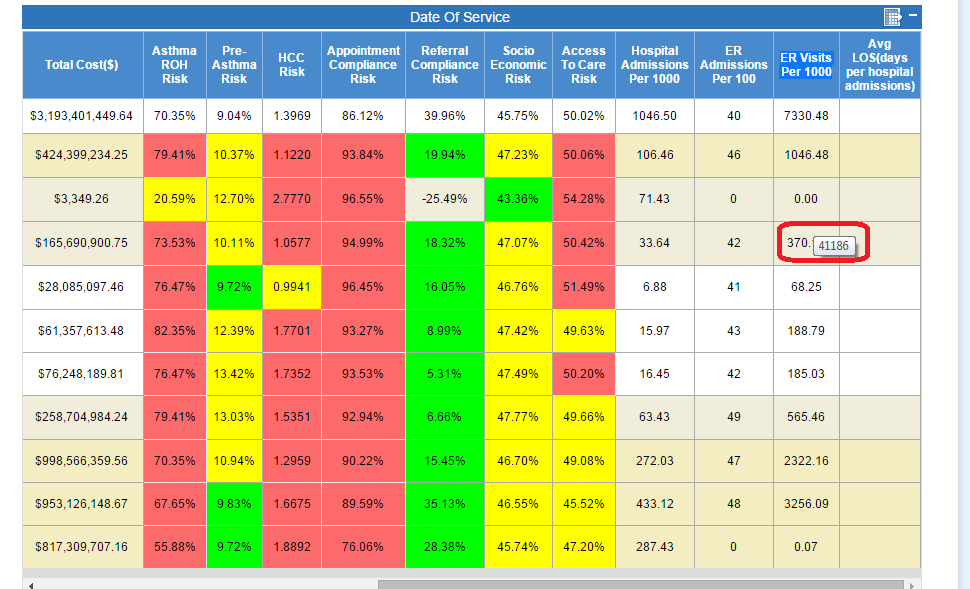 Date Of Service
Total Cost($) Asthma ROH Risk Pre-Asthma Risk HCC Risk Appointment Compliance Risk Referral Compliance Risk Socio Economic Risk Access To Care Risk Hospital Admissions Per 1000 ER Admissions Per 100 ER Visits Per 1000 Avg LOS(days per hospital admissions)
$3,193,401,449.64 70.35% 9.04% 1.3969 86.12% 39.96% 45.75% 50.02% 1046.50 40 7330.48
$424,399,234.25 79.41% 10.37% 1.1220 93.84% 19.94% 47.23% 50.06% 106.46 46 1046.48
$3,349.26 20.59% 12.70% 2.7770 96.55% -25.49% 43.36% 54.28% 71.43 0 0.00
$165,690,900.75 73.53% 10.11% 1.0577 94.99% 18.32% 47.07% 50.42% 33.64 42 370. 41186
$28,085,097.46 76.47% 9.72% 0.9941 96.45% 16.05% 46.76% 51.49% 6.88 41 68.25
$61,357,613.48 82.35% 12.39% 1.7701 93.27% 8.99% 47.42% 49.63% 15.97 43 188.79
$76,248,189.81 76.47% 13.42% 1.7352 93.53% 5.31% 47.49% 50.20% 16.45 42 185.03
$258,704,984.24 79.41% 13.03% 1.5351 92.94% 6.66% 47.77% 49.66% 63.43 49 565.46
$998,566,359.56 70.35% 10.94% 1.2959 90.22% 15.45% 46.70% 49.08% 272.03 47 2322.16
$953,126,148.67 67.65% 9.83% 1.6675 89.59% 35.13% 46.55% 45.52% 433.12 48 3256.09
$817,309,707.16 55.88% 9.72% 1.8892 76.06% 28.38% 45.74% 47.20% 287.43 0 0.07